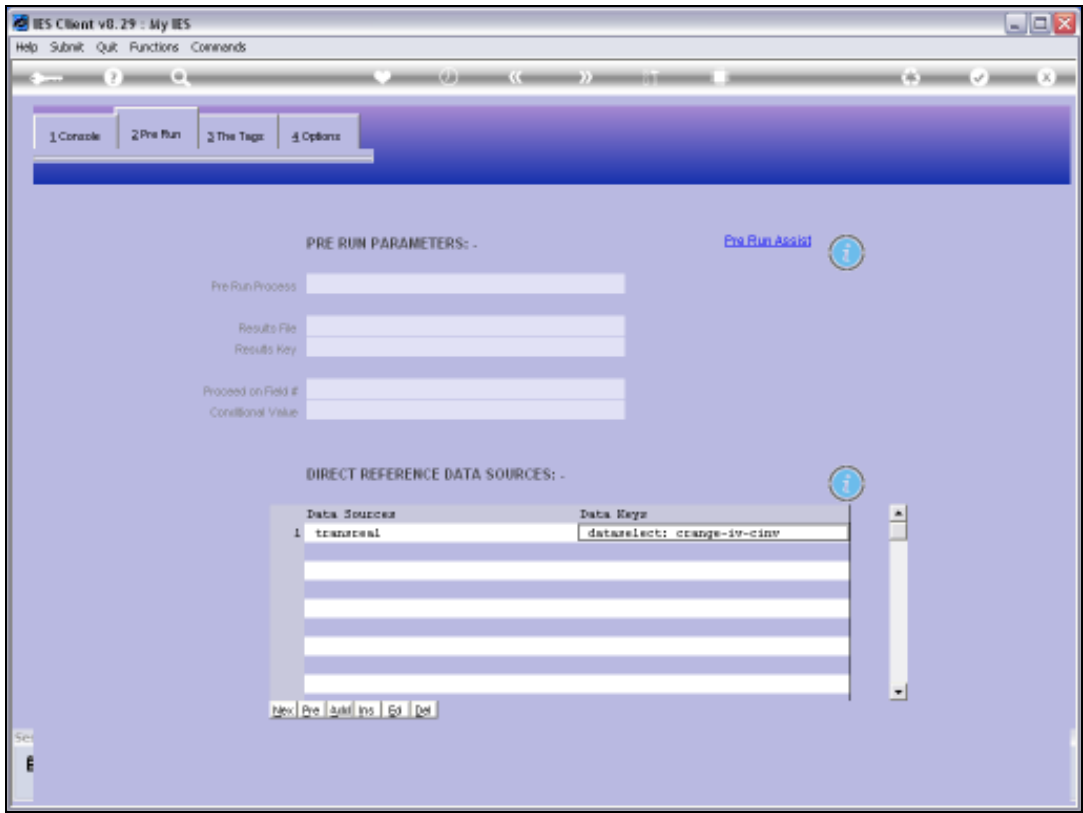 IES Client v8.29 : My IES
Help Submit Quit Functions Commands
1 Console 2 Pre Run 3 The Tags 4 Options
PRE RUN PARAMETERS: -
Pre Run Assist
Pre Run Process
Results File
Results Key
Proceed on Field #
Conditional Value
DIRECT REFERENCE DATA SOURCES: -
Data Sources Data Keys
1 transreal dataselect: crange-iv-cinv
Nex Pre Add Ins Ed Del
Ses